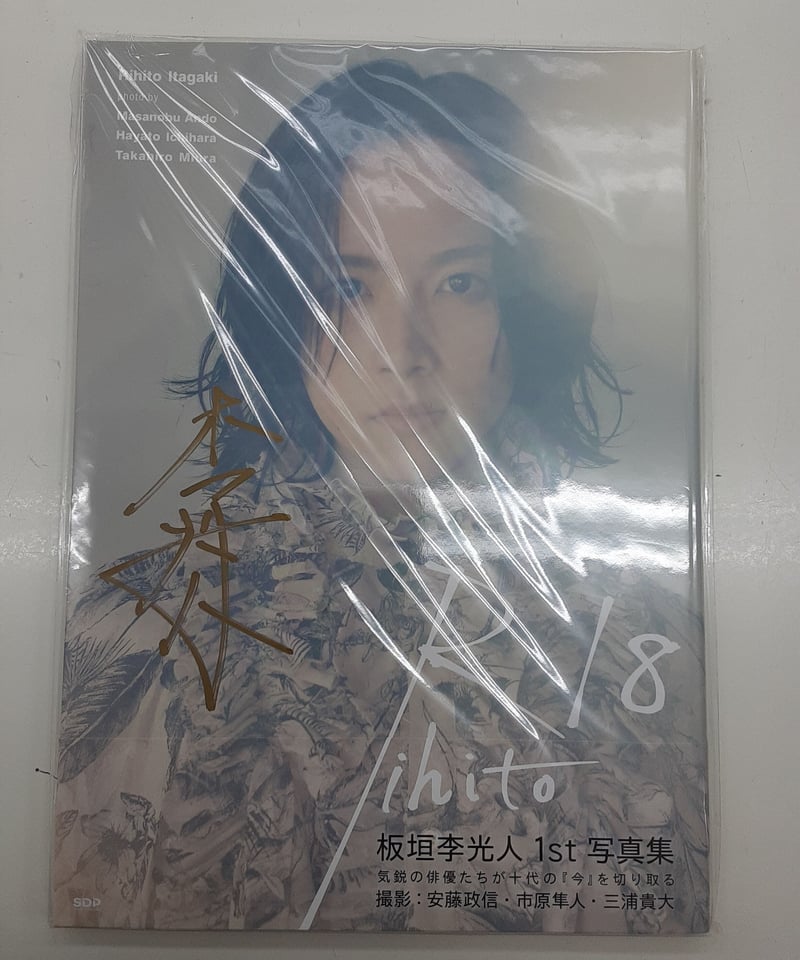 Rihito Itagaki
photo by
Masanobu Ando
Hayato Ichihara
Takahiro Miura
Rihito 18
板垣李光人 1st 写真集
気鋭の俳優たちが十代の『今』を切り取る
撮影：安藤政信・市原隼人・三浦貴大
SDP